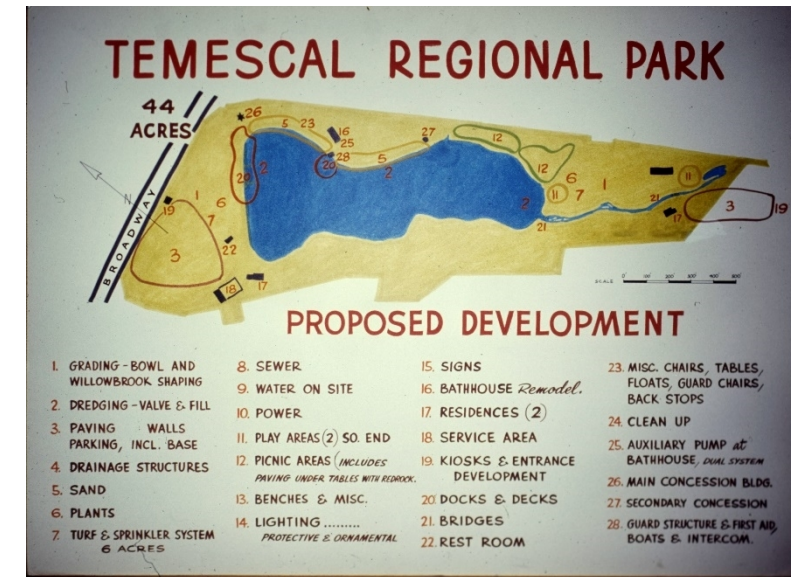 TEMESCAL REGIONAL PARK
44
ACRES
BROADWAY
26
5
23
16
25
28
20
27
5
2
12
12
20
2
19
1
6
7
3
22
18
17
11
6
7
1
2
21
21
11
17
3
19
SCALE 0' 100' 200' 300' 400' 500'
PROPOSED DEVELOPMENT
1. GRADING - BOWL AND
WILLOWBROOK SHAPING
2. DREDGING - VALVE & FILL
3. PAVING WALLS
PARKING, INCL. BASE
4. DRAINAGE STRUCTURES
5. SAND
6. PLANTS
7. TURF & SPRINKLER SYSTEM
6 ACRES
8. SEWER
9. WATER ON SITE
10. POWER
11. PLAY AREAS (2) SO. END
12. PICNIC AREAS (INCLUDES
PAVING UNDER TABLES WITH REDROCK.
13. BENCHES & MISC.
14. LIGHTING.........
PROTECTIVE & ORNAMENTAL
15. SIGNS
16. BATHHOUSE Remodel.
17. RESIDENCES (2)
18. SERVICE AREA
19. KIOSKS & ENTRANCE
DEVELOPMENT
20. DOCKS & DECKS
21. BRIDGES
22. REST ROOM
23. MISC. CHAIRS, TABLES,
FLOATS, GUARD CHAIRS,
BACK STOPS
24. CLEAN UP
25. AUXILIARY PUMP at
BATHHOUSE, DUAL SYSTEM
26. MAIN CONCESSION BLDG.
27. SECONDARY CONCESSION
28. GUARD STRUCTURE & FIRST AID,
BOATS & INTERCOM.